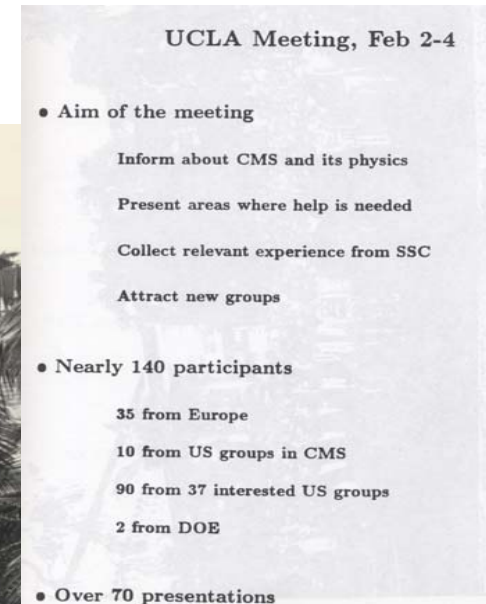 UCLA Meeting, Feb 2-4
• Aim of the meeting
Inform about CMS and its physics
Present areas where help is needed
Collect relevant experience from SSC
Attract new groups
• Nearly 140 participants
35 from Europe
10 from US groups in CMS
90 from 37 interested US groups
2 from DOE
• Over 70 presentations